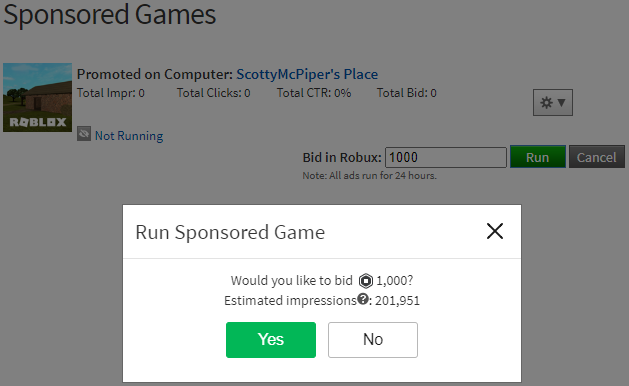 Sponsored Games
Promoted on Computer: ScottyMcPiper's Place
Total Impr: 0 Total Clicks: 0 Total CTR: 0% Total Bid: 0
ROBLOX
Not Running
Bid in Robux: 1000 Run Cancel
Note: All ads run for 24 hours.
Run Sponsored Game
Would you like to bid 1,000?
Estimated impressions?: 201,951
Yes No